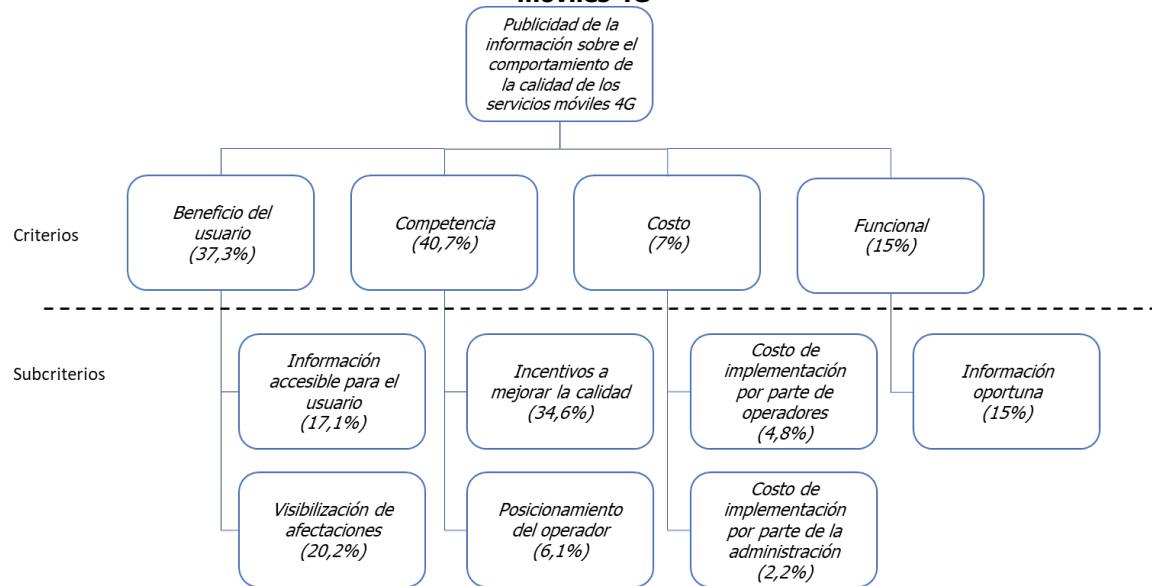 móviles 4G
Publicidad de la
información sobre el
comportamiento de
la calidad de los
servicios móviles 4G
Criterios
Beneficio del
usuario
(37,3%)
Competencia
(40,7%)
Costo
(7%)
Funcional
(15%)
Subcriterios
Información
accesible para el
usuario
(17,1%)
Incentivos a
mejorar la calidad
(34,6%)
Costo de
implementación
por parte de
operadores
(4,8%)
Información
oportuna
(15%)
Visibilización de
afectaciones
(20,2%)
Posicionamiento
del operador
(6,1%)
Costo de
implementación
por parte de la
administración
(2,2%)